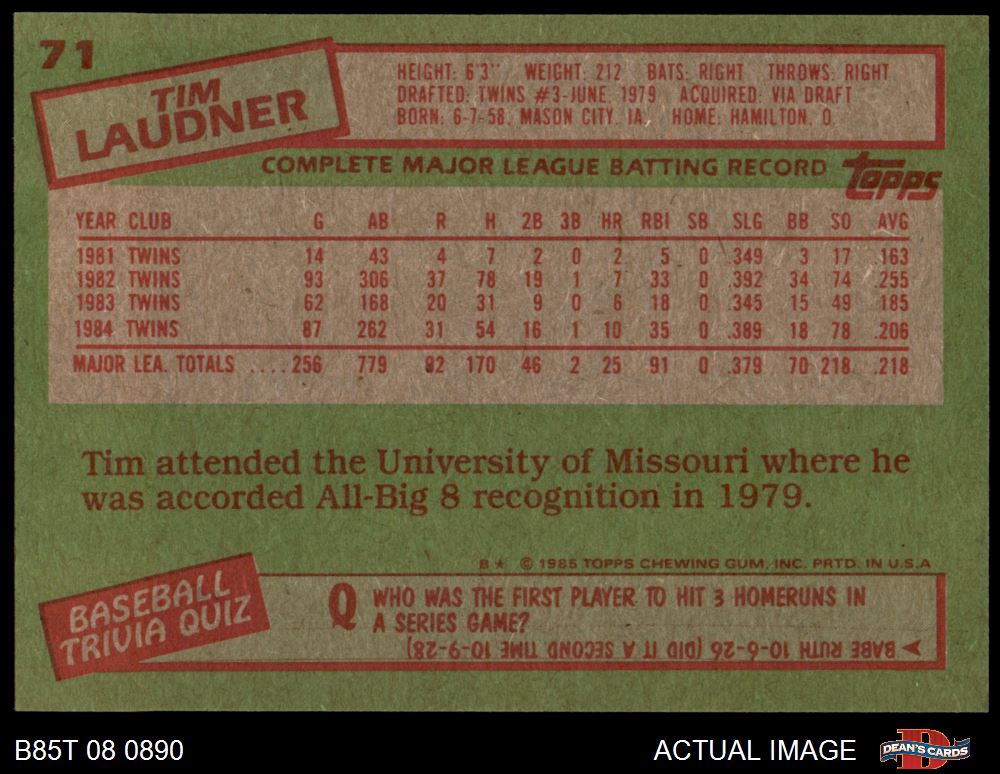 71
TIM
LAUDNER
HEIGHT: 6'3" WEIGHT: 212 BATS: RIGHT THROWS: RIGHT
DRAFTED: TWINS #3-JUNE, 1979 ACQUIRED: VIA DRAFT
BORN: 6-7-58, MASON CITY, IA. HOME: HAMILTON, O.
COMPLETE MAJOR LEAGUE BATTING RECORD
topps
YEAR CLUB G AB R H 2B 3B HR RBI SB SLG BB SO AVG
1981 TWINS 14 43 4 7 2 0 2 5 0 .349 3 17 .163
1982 TWINS 93 306 37 78 19 1 7 33 0 .392 34 74 .255
1983 TWINS 62 168 20 31 9 0 6 18 0 .345 15 49 .185
1984 TWINS 87 262 31 54 16 1 10 35 0 .389 18 78 .206
MAJOR LEA. TOTALS ....256 779 92 170 46 2 25 91 0 .379 70 218 .218
Tim attended the University of Missouri where he
was accorded All-Big 8 recognition in 1979.
B★ © 1985 TOPPS CHEWING GUM, INC. PRTD. IN U.S.A
BASEBALL
TRIVIA QUIZ
Q WHO WAS THE FIRST PLAYER TO HIT 3 HOMERUNS IN
A SERIES GAME?
➤ BABE RUTH 10-6-26 (DID IT A SECOND TIME 10-9-28)
B85T 08 0890
ACTUAL IMAGE
D
DEAN'S CARDS